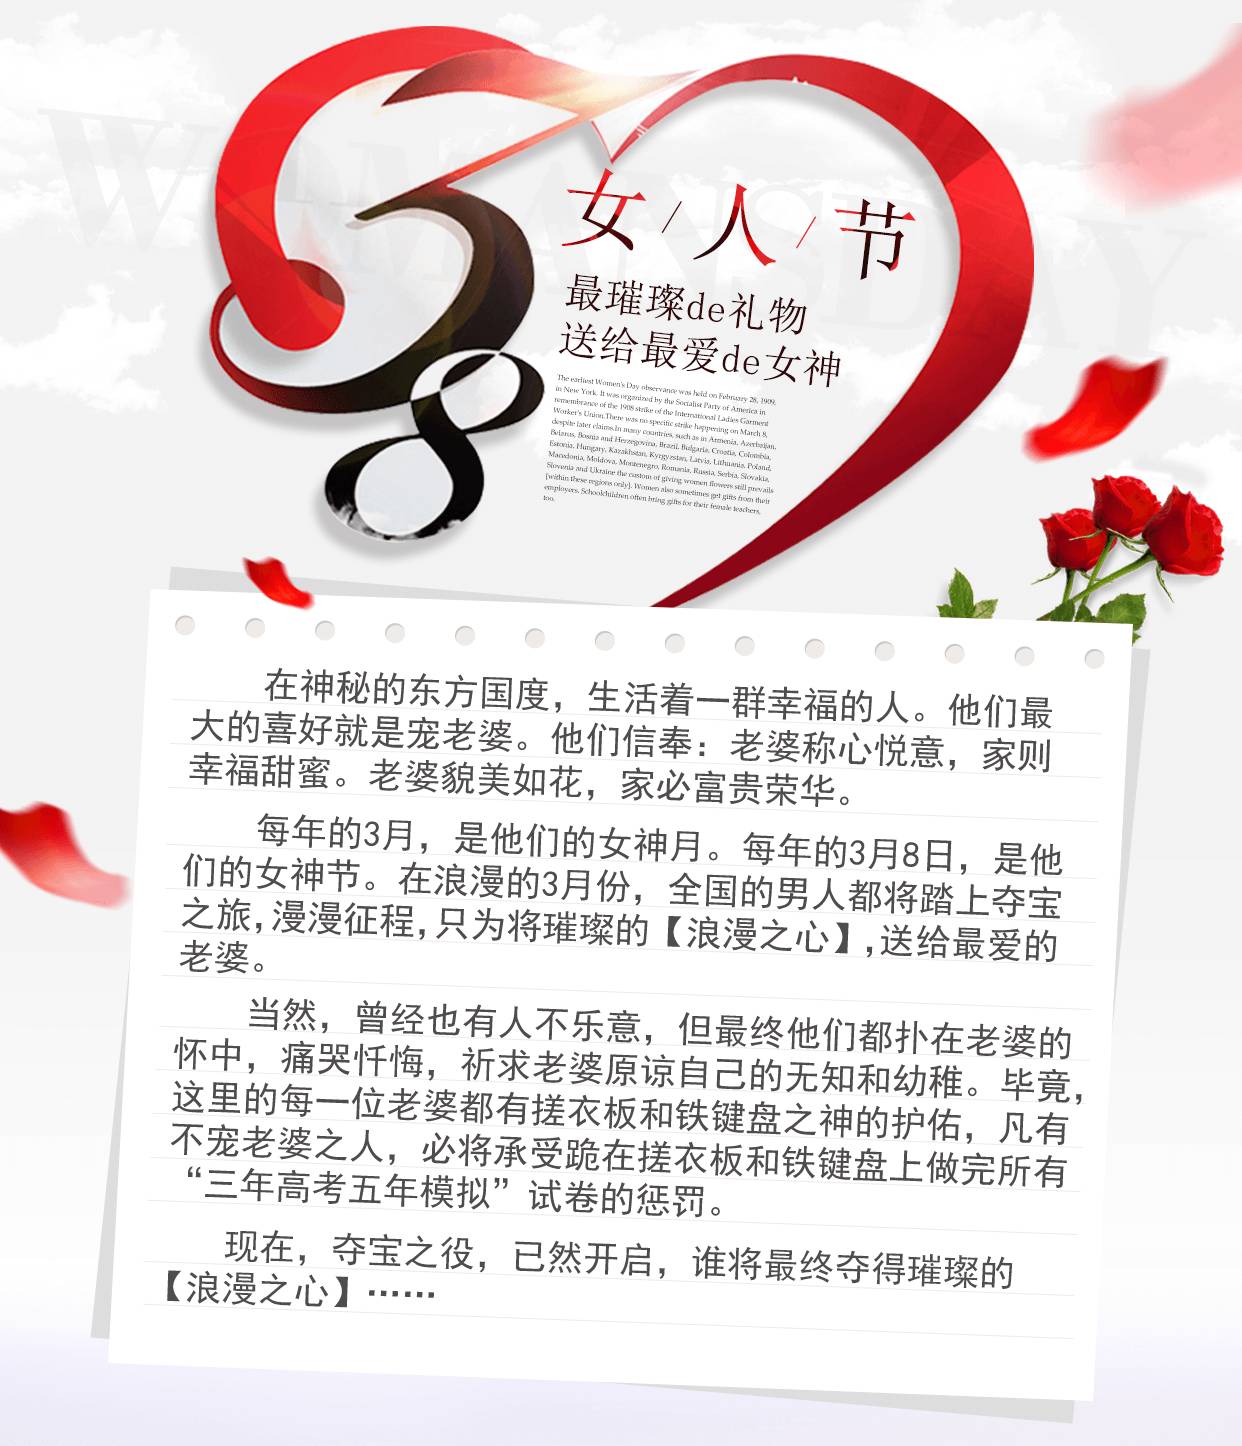 WOMANSDAY
38
女/人/节
最璀璨de礼物
送给最爱de女神
The earliest Women's Day observance was held on February 28, 1909,
in New York. It was organized by the Socialist Party of America in
remembrance of the 1908 strike of the International Ladies Garment
Worker's Union.There was no specific strike happening on March 8,
despite later claims.In many countries, such as in Armenia, Azerbaijan,
Belarus, Bosnia and Herzegovina, Brazil, Bulgaria, Croatia, Colombia,
Estonia, Hungary, Kazakhstan, Kyrgyzstan, Latvia, Lithuania, Poland,
Macedonia, Moldova, Montenegro, Romania, Russia, Serbia, Slovakia,
Slovenia and Ukraine the custom of giving women flowers still prevails
[within these regions only]. Women also sometimes get gifts from their
employers. Schoolchildren often bring gifts for their female teachers,
too.
在神秘的东方国度，生活着一群幸福的人。他们最
大的喜好就是宠老婆。他们信奉：老婆称心悦意，家则
幸福甜蜜。老婆貌美如花，家必富贵荣华。
每年的3月，是他们的女神月。每年的3月8日，是他
们的女神节。在浪漫的3月份，全国的男人都将踏上夺宝
之旅,漫漫征程,只为将璀璨的【浪漫之心】,送给最爱的
老婆。
当然，曾经也有人不乐意，但最终他们都扑在老婆的
怀中，痛哭忏悔，祈求老婆原谅自己的无知和幼稚。毕竟，
这里的每一位老婆都有搓衣板和铁键盘之神的护佑，凡有
不宠老婆之人，必将承受跪在搓衣板和铁键盘上做完所有
“三年高考五年模拟”试卷的惩罚。
现在，夺宝之役，已然开启，谁将最终夺得璀璨的
【浪漫之心】……